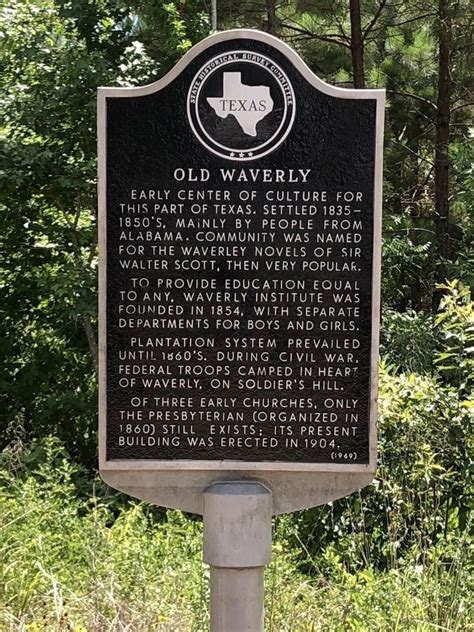 STATE HISTORICAL SURVEY COMMITTEE
TEXAS
OLD WAVERLY
EARLY CENTER OF CULTURE FOR
THIS PART OF TEXAS. SETTLED 1835–
1850'S, MAINLY BY PEOPLE FROM
ALABAMA. COMMUNITY WAS NAMED
FOR THE WAVERLEY NOVELS OF SIR
WALTER SCOTT, THEN VERY POPULAR.
TO PROVIDE EDUCATION EQUAL
TO ANY, WAVERLY INSTITUTE WAS
FOUNDED IN 1854, WITH SEPARATE
DEPARTMENTS FOR BOYS AND GIRLS.
PLANTATION SYSTEM PREVAILED
UNTIL 1860'S. DURING CIVIL WAR,
FEDERAL TROOPS CAMPED IN HEART
OF WAVERLY, ON SOLDIER'S HILL.
OF THREE EARLY CHURCHES, ONLY
THE PRESBYTERIAN (ORGANIZED IN
1860) STILL EXISTS; ITS PRESENT
BUILDING WAS ERECTED IN 1904.
(1969)